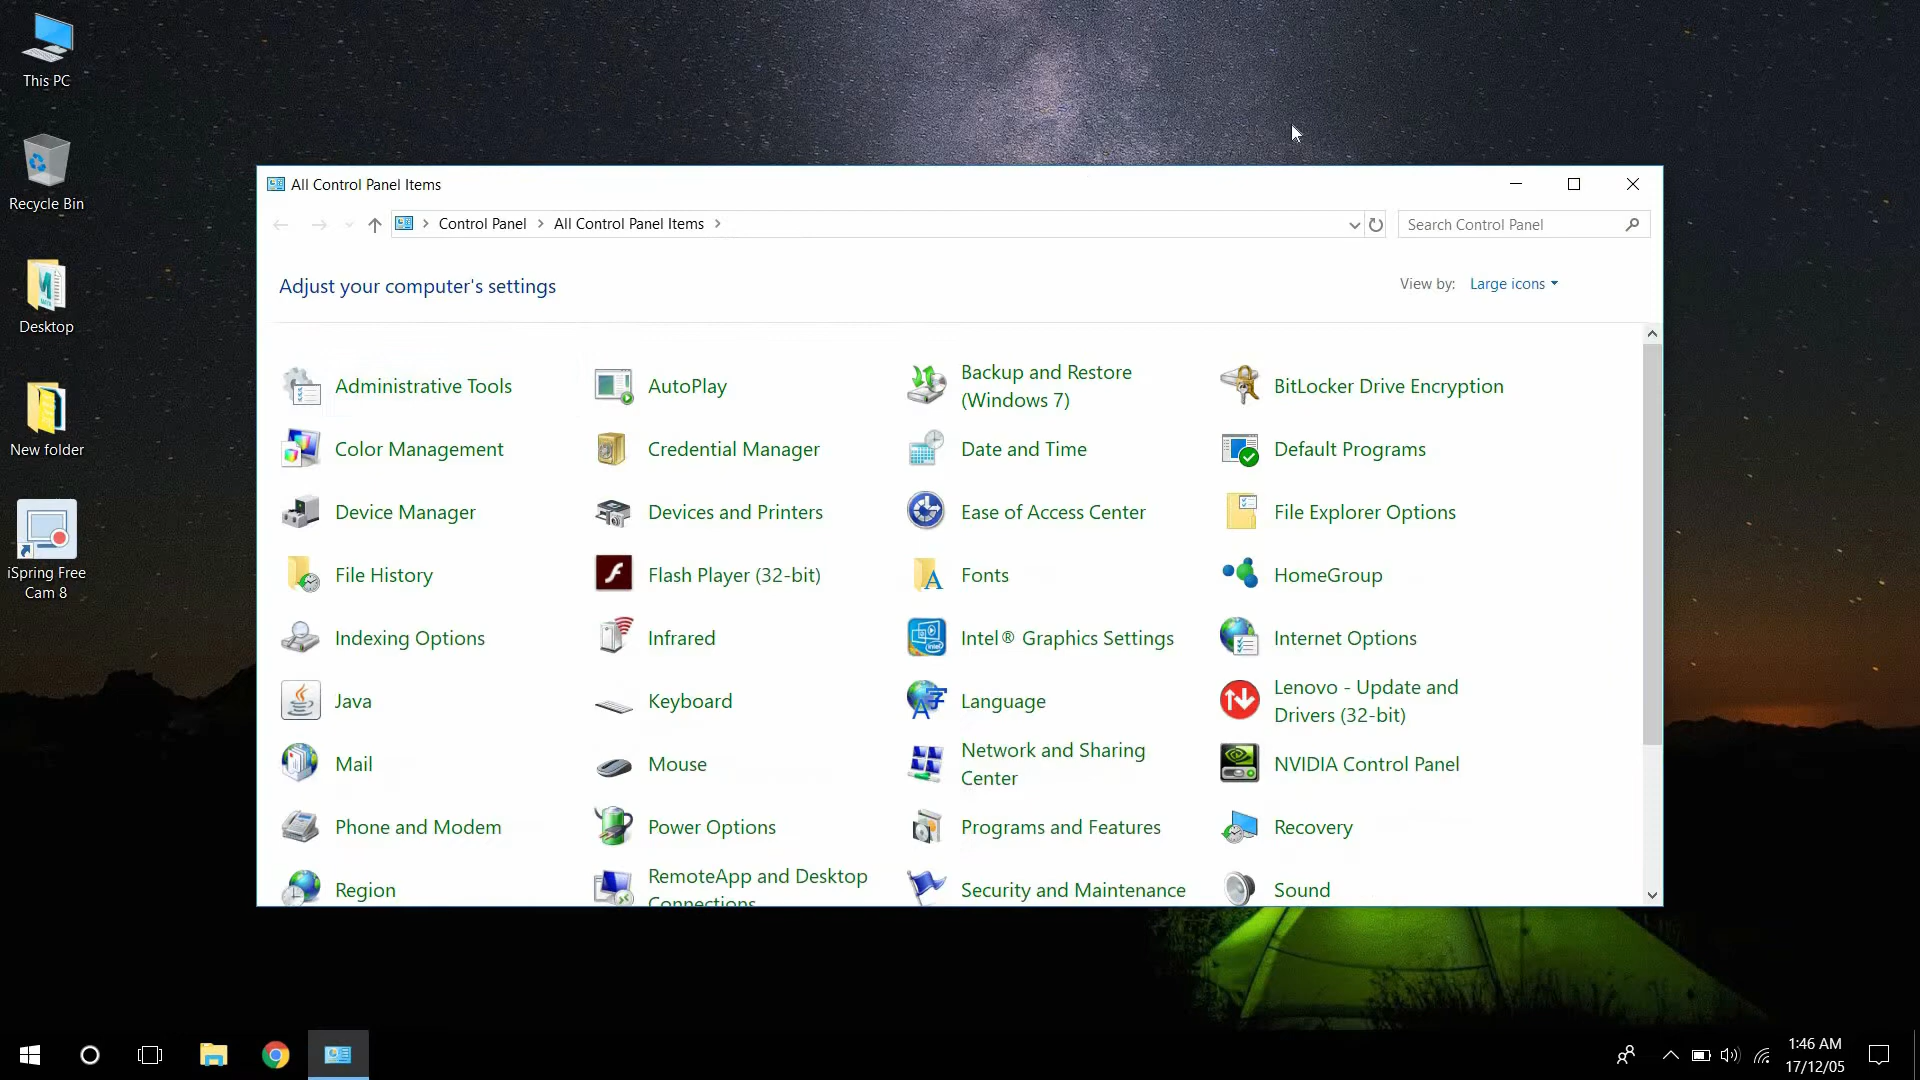 This PC
Recycle Bin
Desktop
New folder
iSpring Free
Cam 8
All Control Panel Items
Control Panel
All Control Panel Items
Search Control Panel
Adjust your computer's settings
View by:
Large icons
Administrative Tools
AutoPlay
Backup and Restore
(Windows 7)
BitLocker Drive Encryption
Color Management
Credential Manager
Date and Time
Default Programs
Device Manager
Devices and Printers
Ease of Access Center
File Explorer Options
File History
Flash Player (32-bit)
Fonts
HomeGroup
Indexing Options
Infrared
Intel® Graphics Settings
Internet Options
Java
Keyboard
Language
Lenovo - Update and
Drivers (32-bit)
Mail
Mouse
Network and Sharing
Center
NVIDIA Control Panel
Phone and Modem
Power Options
Programs and Features
Recovery
Region
RemoteApp and Desktop
Connections
Security and Maintenance
Sound
1:46 AM
17/12/05